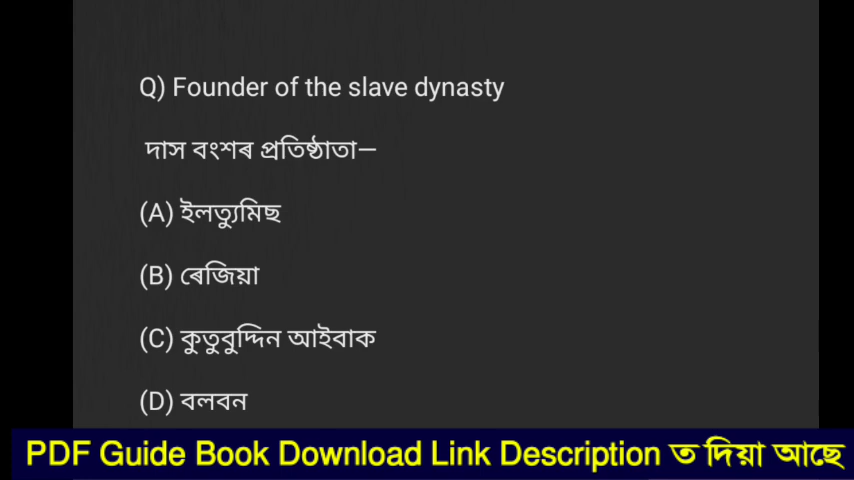 Q) Founder of the slave dynasty
দাস বংশৰ প্ৰতিষ্ঠাতা—
(A) ইলত্যুমিছ
(B) ৰেজিয়া
(C) কুতুবুদ্দিন আইবাক
(D) বলবন
PDF Guide Book Download Link Description ত দিয়া আছে